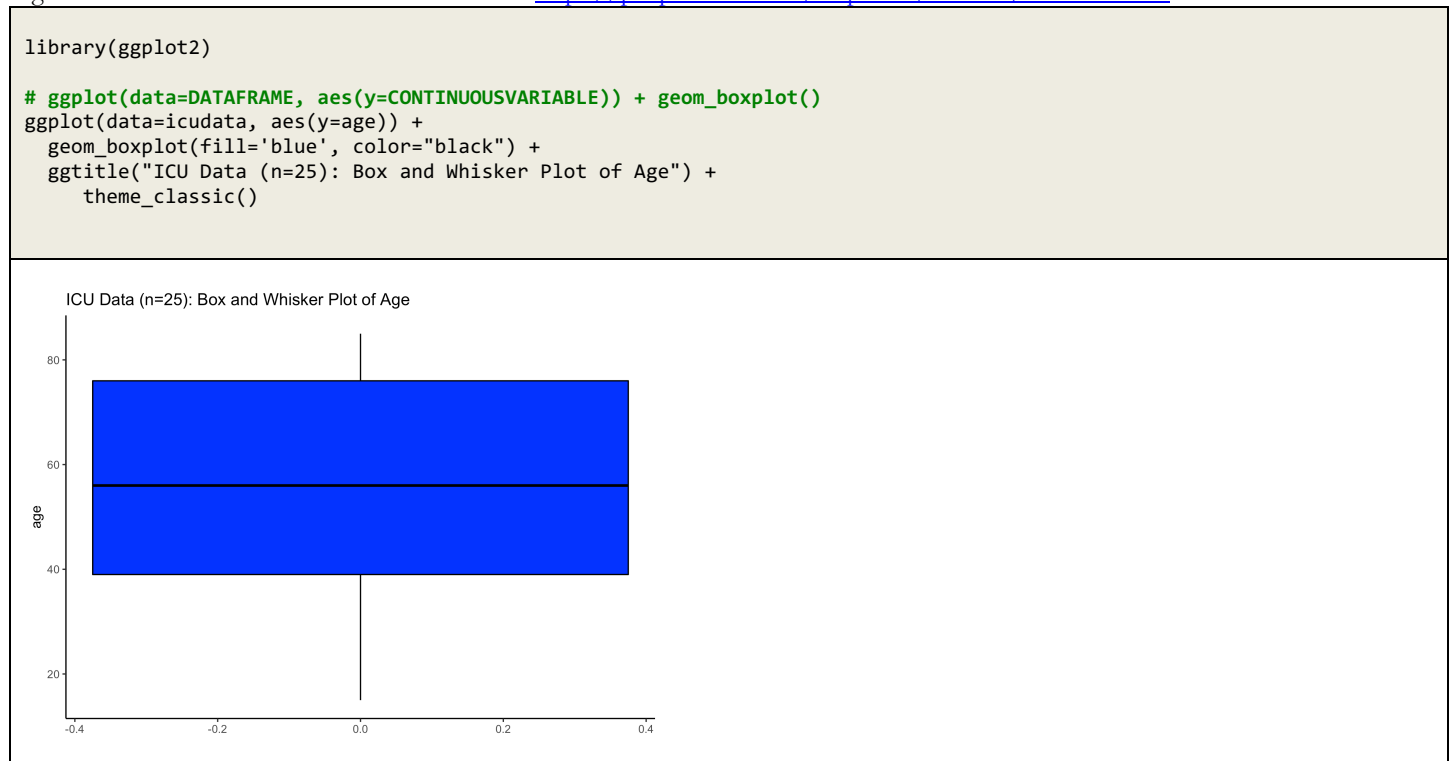 library(ggplot2)
# ggplot(data=DATAFRAME, aes(y=CONTINUOUSVARIABLE)) + geom_boxplot()
ggplot(data=icudata, aes(y=age)) +
geom_boxplot(fill='blue', color="black") +
ggtitle("ICU Data (n=25): Box and Whisker Plot of Age") +
theme_classic()
ICU Data (n=25): Box and Whisker Plot of Age
80
60
age
40
20
-0.4 -0.2 0.0 0.2 0.4